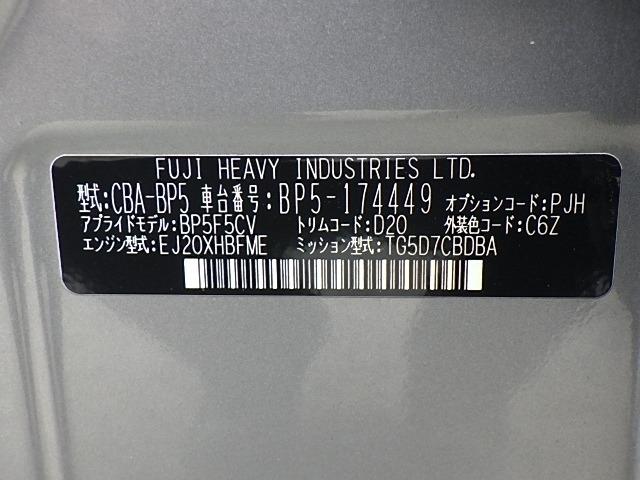 FUJI HEAVY INDUSTRIES LTD.
型式:CBA-BP5 車台番号:BP5-174449 オプションコード:PJH
アプライドモデル:BP5F5CV トリムコード:D20 外装色コード:C6Z
エンジン型式:EJ20XHBFME ミッション型式:TG5D7CBDBA